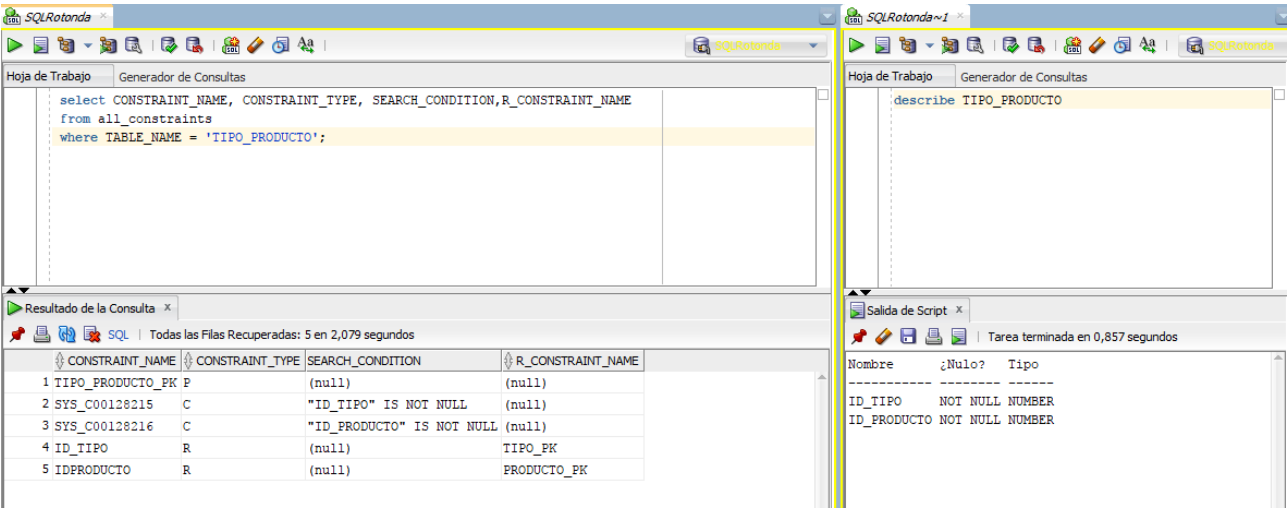 SQLRotonda
SQLRotonda
Hoja de Trabajo Generador de Consultas
select CONSTRAINT_NAME, CONSTRAINT_TYPE, SEARCH_CONDITION,R_CONSTRAINT_NAME
from all_constraints
where TABLE_NAME = 'TIPO_PRODUCTO';
Resultado de la Consulta x
SQL | Todas las Filas Recuperadas: 5 en 2,079 segundos
CONSTRAINT_NAME CONSTRAINT_TYPE SEARCH_CONDITION R_CONSTRAINT_NAME
1 TIPO_PRODUCTO_PK P (null) (null)
2 SYS_C00128215 C "ID_TIPO" IS NOT NULL (null)
3 SYS_C00128216 C "ID_PRODUCTO" IS NOT NULL (null)
4 ID_TIPO R (null) TIPO_PK
5 IDPRODUCTO R (null) PRODUCTO_PK
SQLRotonda~1
SQLRotonda
Hoja de Trabajo Generador de Consultas
describe TIPO_PRODUCTO
Salida de Script x
Tarea terminada en 0,857 segundos
Nombre ¿Nulo? Tipo
----------- -------- ------
ID_TIPO NOT NULL NUMBER
ID_PRODUCTO NOT NULL NUMBER